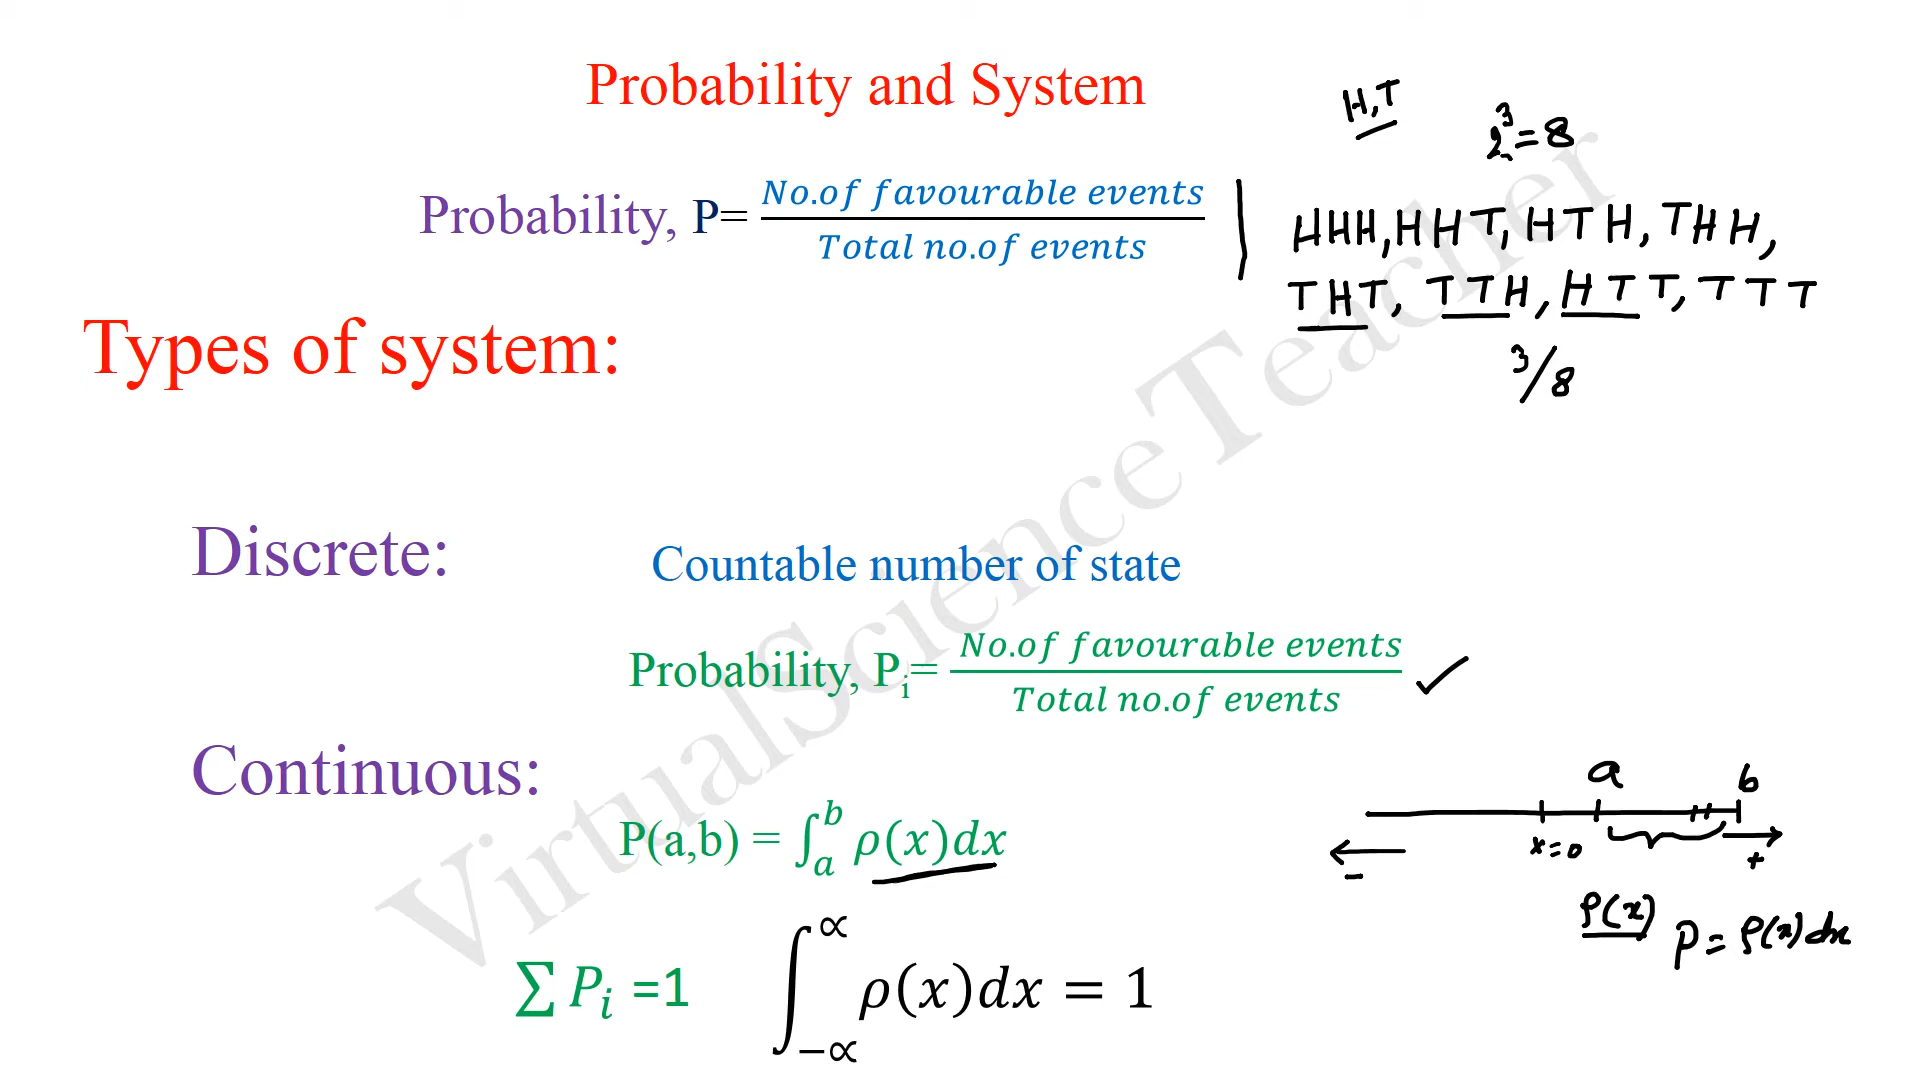 Probability and System
H,T
2³=8
Probability, P= No.of favourable events / Total no.of events
HHH, HHT, HTH, THH,
THT, TTH, HTT, TTT
3/8
Types of system:
Discrete:
Countable number of state
Probability, Pᵢ= No.of favourable events / Total no.of events
Continuous:
P(a,b) = ∫ₐᵇ ρ(x)dx
a b
x=0
- +
ρ(x) P = ρ(x)dx
∑ Pᵢ =1 ∫_{-∝}^{∝} ρ(x)dx = 1
VirtualScienceTeacher